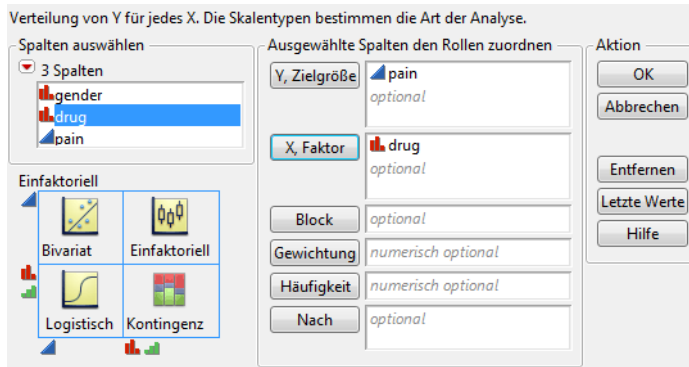 Verteilung von Y für jedes X. Die Skalentypen bestimmen die Art der Analyse.
Spalten auswählen
3 Spalten
gender
drug
pain
Einfaktoriell
Bivariat
Einfaktoriell
Logistisch
Kontingenz
Ausgewählte Spalten den Rollen zuordnen
Y, Zielgröße
pain
optional
X, Faktor
drug
optional
Block
optional
Gewichtung
numerisch optional
Häufigkeit
numerisch optional
Nach
optional
Aktion
OK
Abbrechen
Entfernen
Letzte Werte
Hilfe